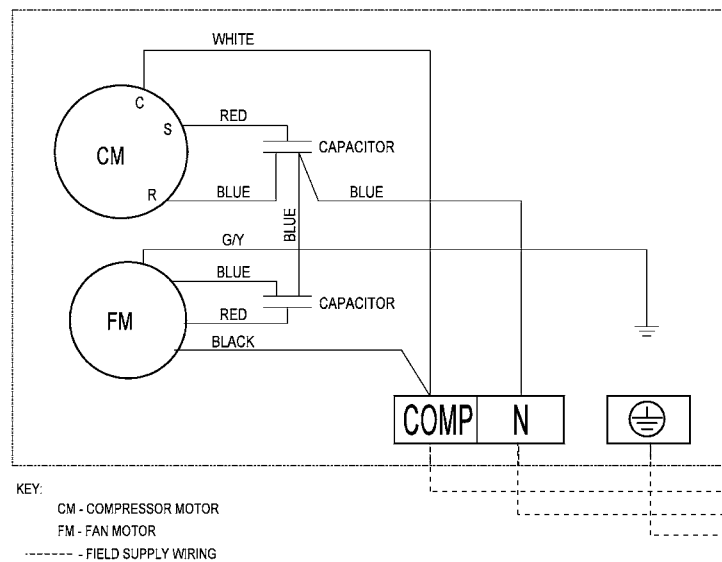 WHITE
C
S
RED
CM
CAPACITOR
R
BLUE
BLUE
BLUE
G/Y
BLUE
CAPACITOR
FM
RED
BLACK
COMP N
KEY:
CM - COMPRESSOR MOTOR
FM - FAN MOTOR
- FIELD SUPPLY WIRING